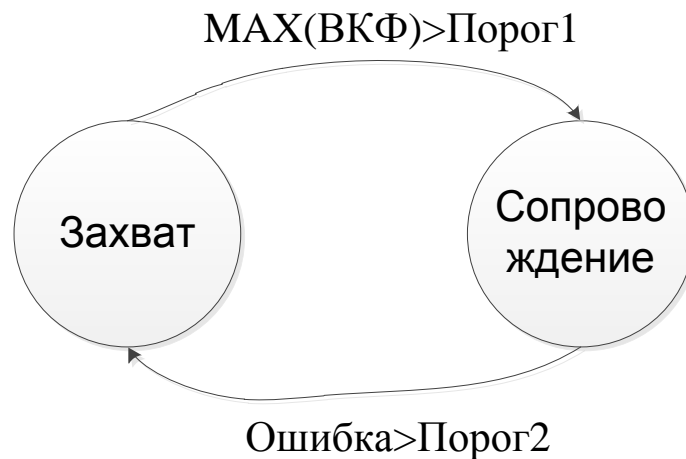 MAX(ВКФ)>Порог1
Захват
Сопрово
ждение
Ошибка>Порог2